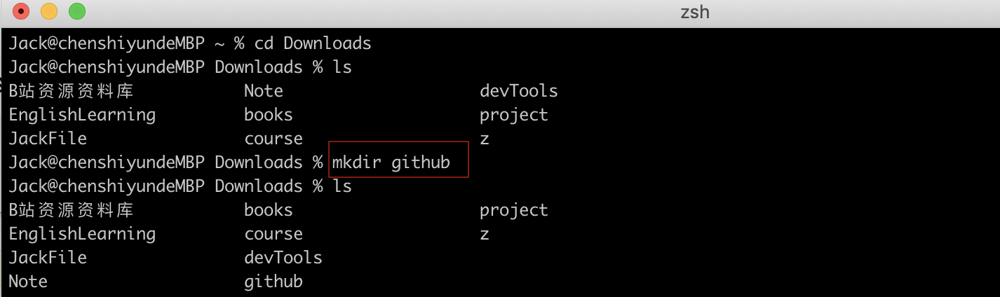 zsh
Jack@chenshiyundeMBP ~ % cd Downloads
Jack@chenshiyundeMBP Downloads % ls
B站资源资料库 Note devTools
EnglishLearning books project
JackFile course z
Jack@chenshiyundeMBP Downloads % mkdir github
Jack@chenshiyundeMBP Downloads % ls
B站资源资料库 books project
EnglishLearning course z
JackFile devTools
Note github